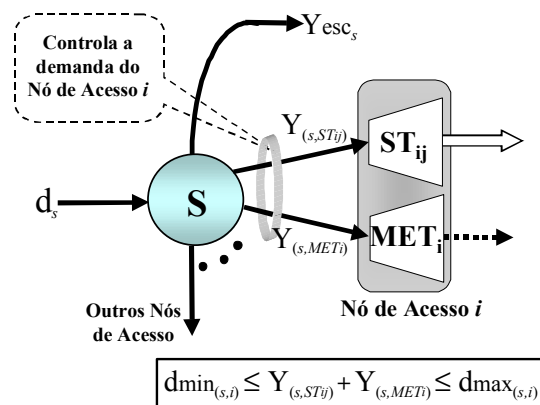 Controla a
demanda do
Nó de Acesso i
Yesc_s
Y_(s,STij)
ST_ij
d_s
S
Y_(s,METi)
MET_i
Outros Nós
de Acesso
Nó de Acesso i
dmin_(s,i) ≤ Y_(s,STij) + Y_(s,METi) ≤ dmax_(s,i)